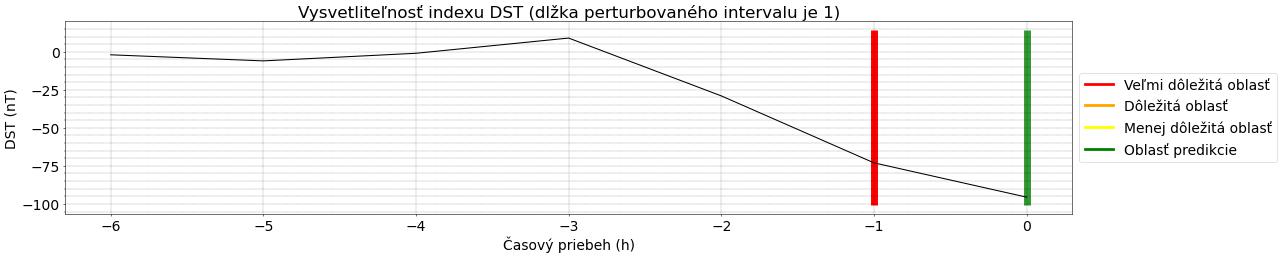 Vysvetliteľnosť indexu DST (dĺžka perturbovaného intervalu je 1)
DST (nT)
0
−25
−50
−75
−100
−6 −5 −4 −3 −2 −1 0
Časový priebeh (h)
Veľmi dôležitá oblasť
Dôležitá oblasť
Menej dôležitá oblasť
Oblasť predikcie